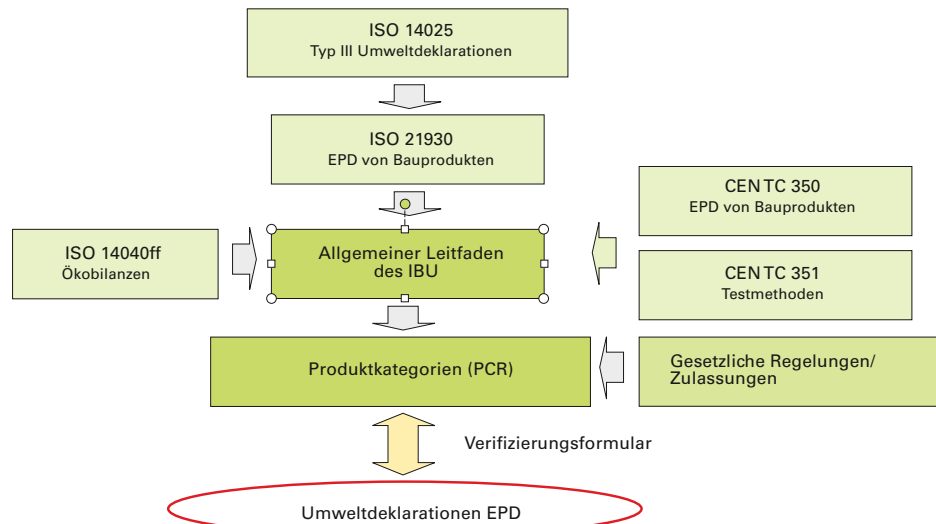 ISO 14025
Typ III Umweltdeklarationen
ISO 21930
EPD von Bauprodukten
CEN TC 350
EPD von Bauprodukten
ISO 14040ff
Ökobilanzen
Allgemeiner Leitfaden
des IBU
CEN TC 351
Testmethoden
Produktkategorien (PCR)
Gesetzliche Regelungen/
Zulassungen
Verifizierungsformular
Umweltdeklarationen EPD